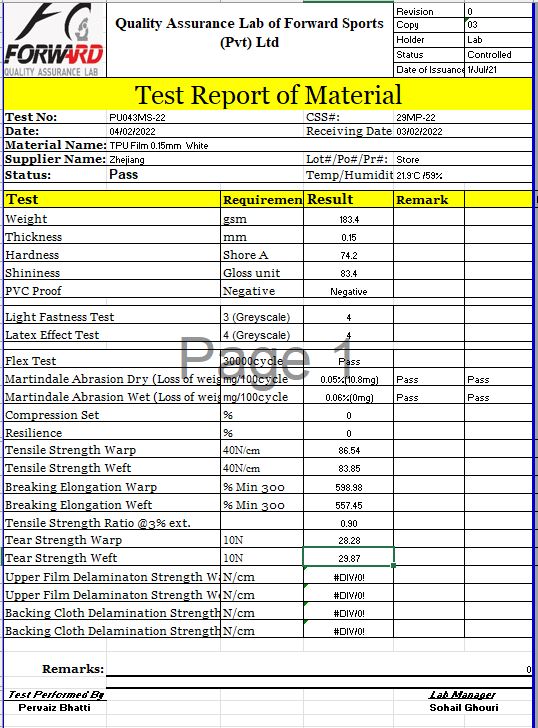 FORWARD
QUALITY ASSURANCE LAB
Quality Assurance Lab of Forward Sports
(Pvt) Ltd
Revision 0
Copy 03
Holder Lab
Status Controlled
Date of Issuance 1/Jul/21
Test Report of Material
Test No: PU043MS-22 CSS#: 29MP-22
Date: 04/02/2022 Receiving Date 03/02/2022
Material Name: TPU Film 0.15mm White
Supplier Name: Zhejiang Lot#/Po#/Pr#: Store
Status: Pass Temp/Humidit 21.9'C /59%
Test Requiremen Result Remark
Weight gsm 183.4
Thickness mm 0.15
Hardness Shore A 74.2
Shininess Gloss unit 83.4
PVC Proof Negative Negative
Light Fastness Test 3 (Greyscale) 4
Latex Effect Test 4 (Greyscale) 4
Page 1
Flex Test 30000cycle Pass
Martindale Abrasion Dry (Loss of weig mg/100cycle 0.05%(10.8mg) Pass Pass
Martindale Abrasion Wet (Loss of weig mg/100cycle 0.06%(0mg) Pass Pass
Compression Set % 0
Resilience % 0
Tensile Strength Warp 40N/cm 86.54
Tensile Strength Weft 40N/cm 83.85
Breaking Elongation Warp % Min 300 598.98
Breaking Elongation Weft % Min 300 557.45
Tensile Strength Ratio @3% ext. 0.90
Tear Strength Warp 10N 28.28
Tear Strength Weft 10N 29.87
Upper Film Delaminaton Strength Wa N/cm #DIV/0!
Upper Film Delaminaton Strength We N/cm #DIV/0!
Backing Cloth Delamination Strength N/cm #DIV/0!
Backing Cloth Delamination Strength N/cm #DIV/0!
Remarks: 0
Test Performed By Lab Manager
Pervaiz Bhatti Sohail Ghouri